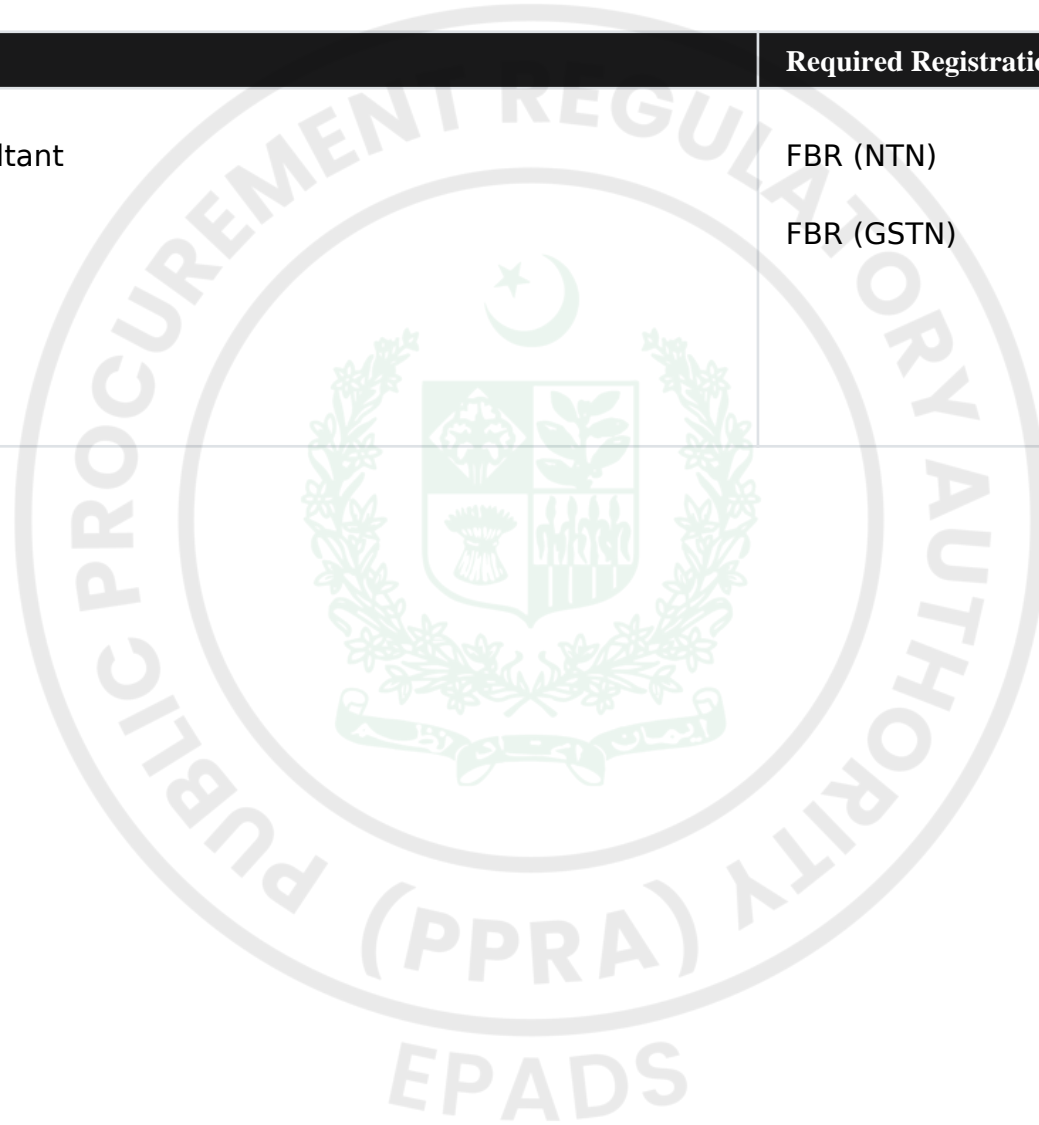 Required Registratio
ltant
FBR (NTN)
FBR (GSTN)
PUBLIC PROCUREMENT REGULATORY AUTHORITY
(PPRA)
EPADS